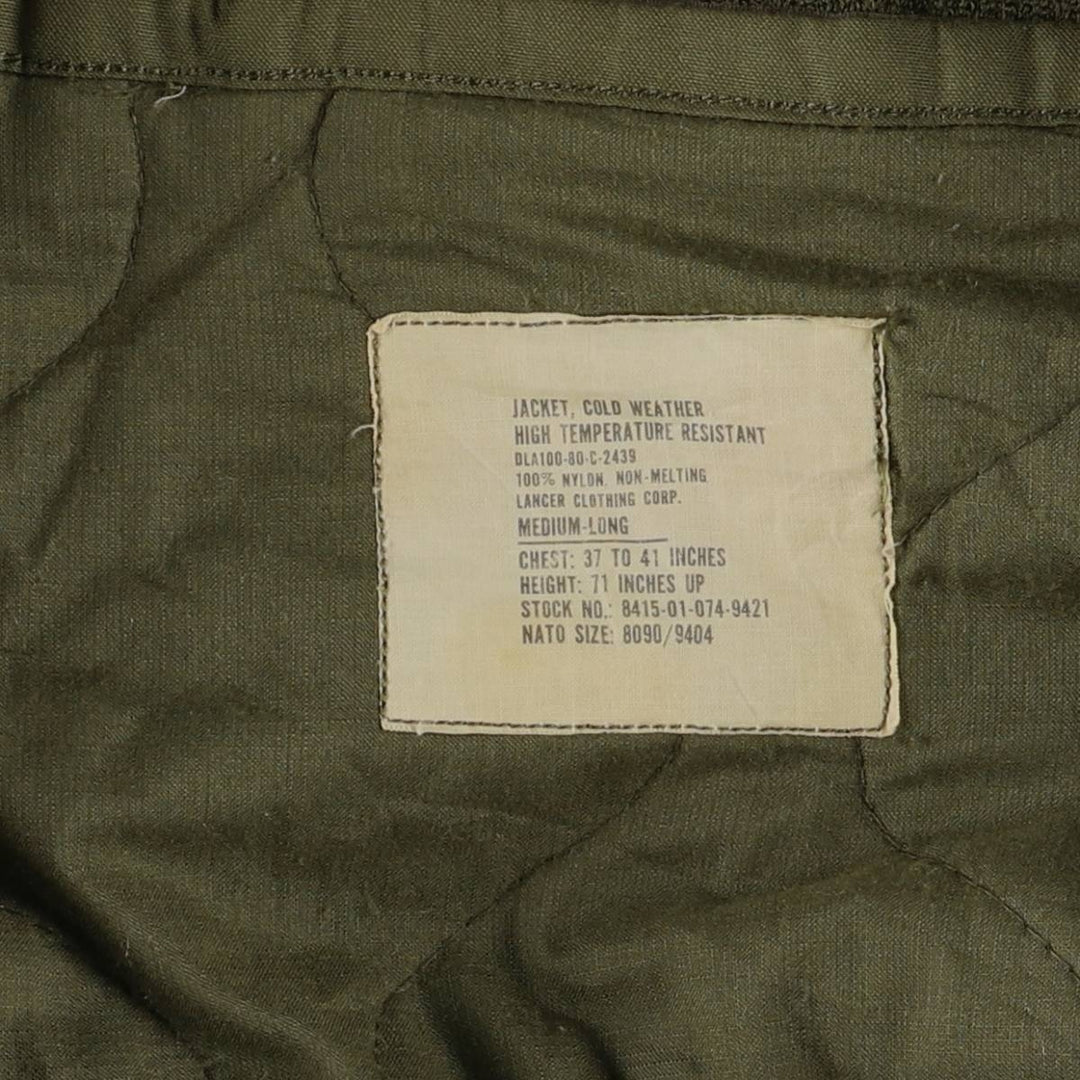 JACKET, COLD WEATHER
HIGH TEMPERATURE RESISTANT
DLA100-80-C-2439
100% NYLON. NON-MELTING
LANCER CLOTHING CORP.
MEDIUM-LONG
CHEST: 37 TO 41 INCHES
HEIGHT: 71 INCHES UP
STOCK NO.: 8415-01-074-9421
NATO SIZE: 8090/9404